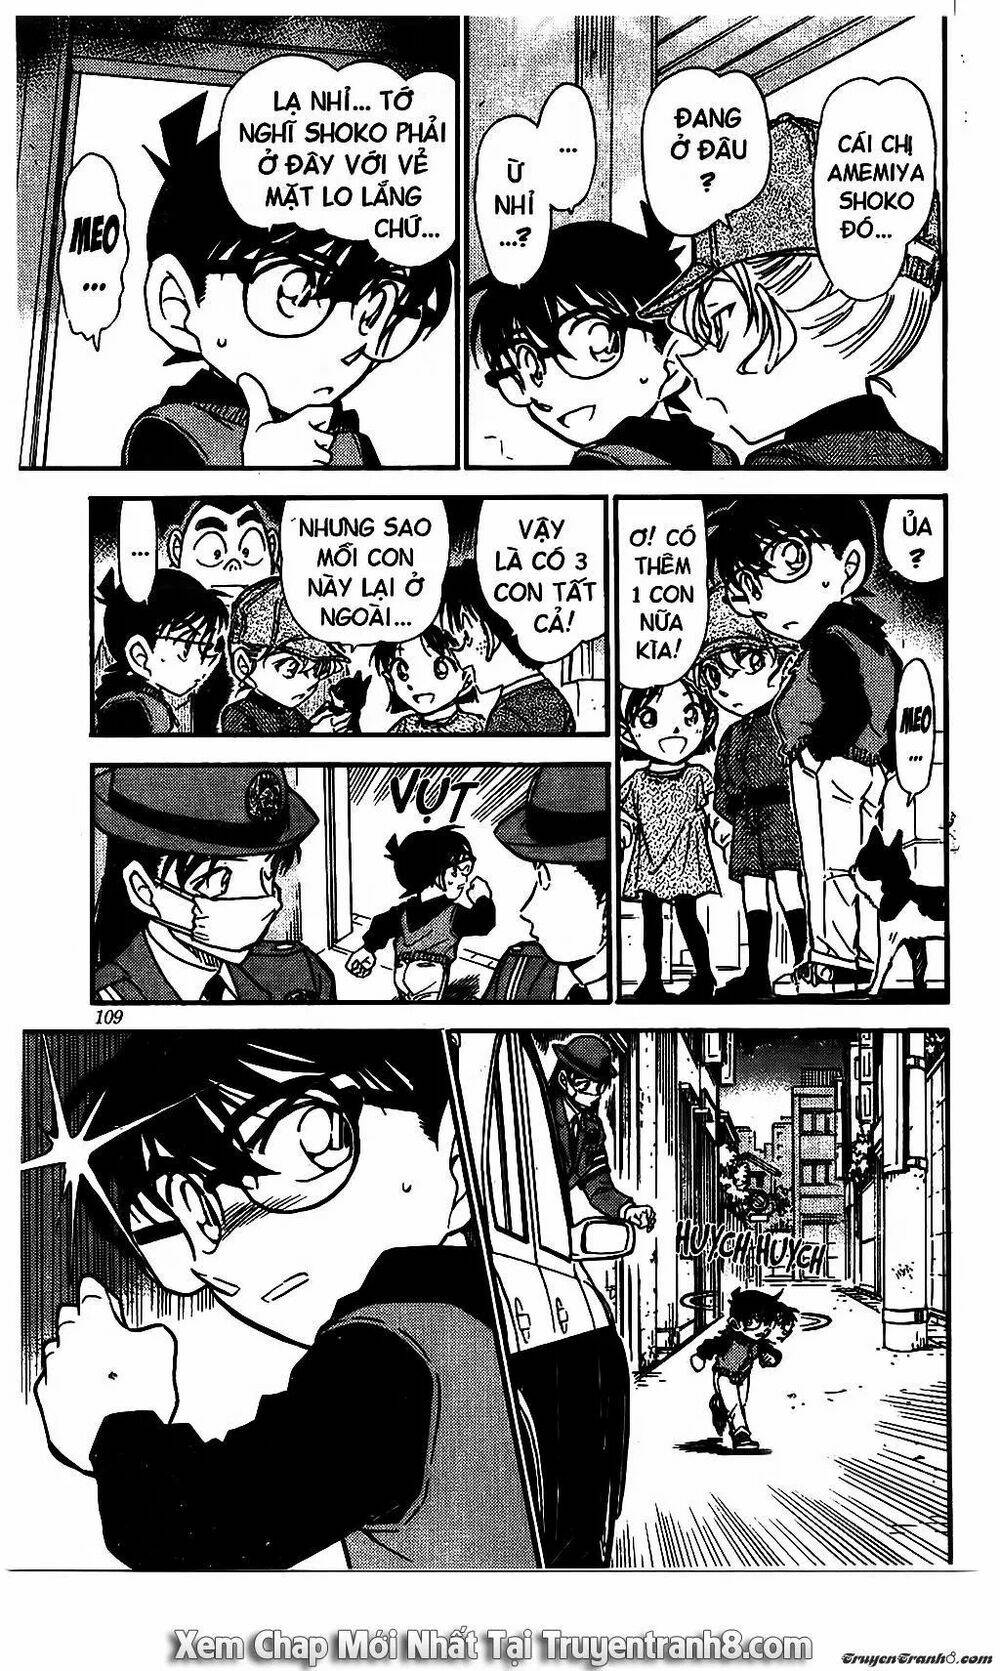 CÁI CHỊ
AMEMIYA
SHOKO
ĐÓ...
ĐANG
Ở ĐÂU
?
...
Ừ
NHỈ
...?
LẠ NHỈ... TỚ
NGHĨ SHOKO PHẢI
Ở ĐÂY VỚI VẺ
MẶT LO LẮNG
CHỨ...
MEO
...
ỦA
?
Ơ! CÓ
THÊM
1 CON
NỮA
KÌA!
MEO
...
VẬY
LÀ CÓ 3
CON TẤT
CẢ!
NHƯNG SAO
MỖI CON
NÀY LẠI Ở
NGOÀI...
...
VỤT
109
HUỴCH HUỴCH
Xem Chap Mới Nhất Tại Truyentranh8.com
TruyenTranh8.com